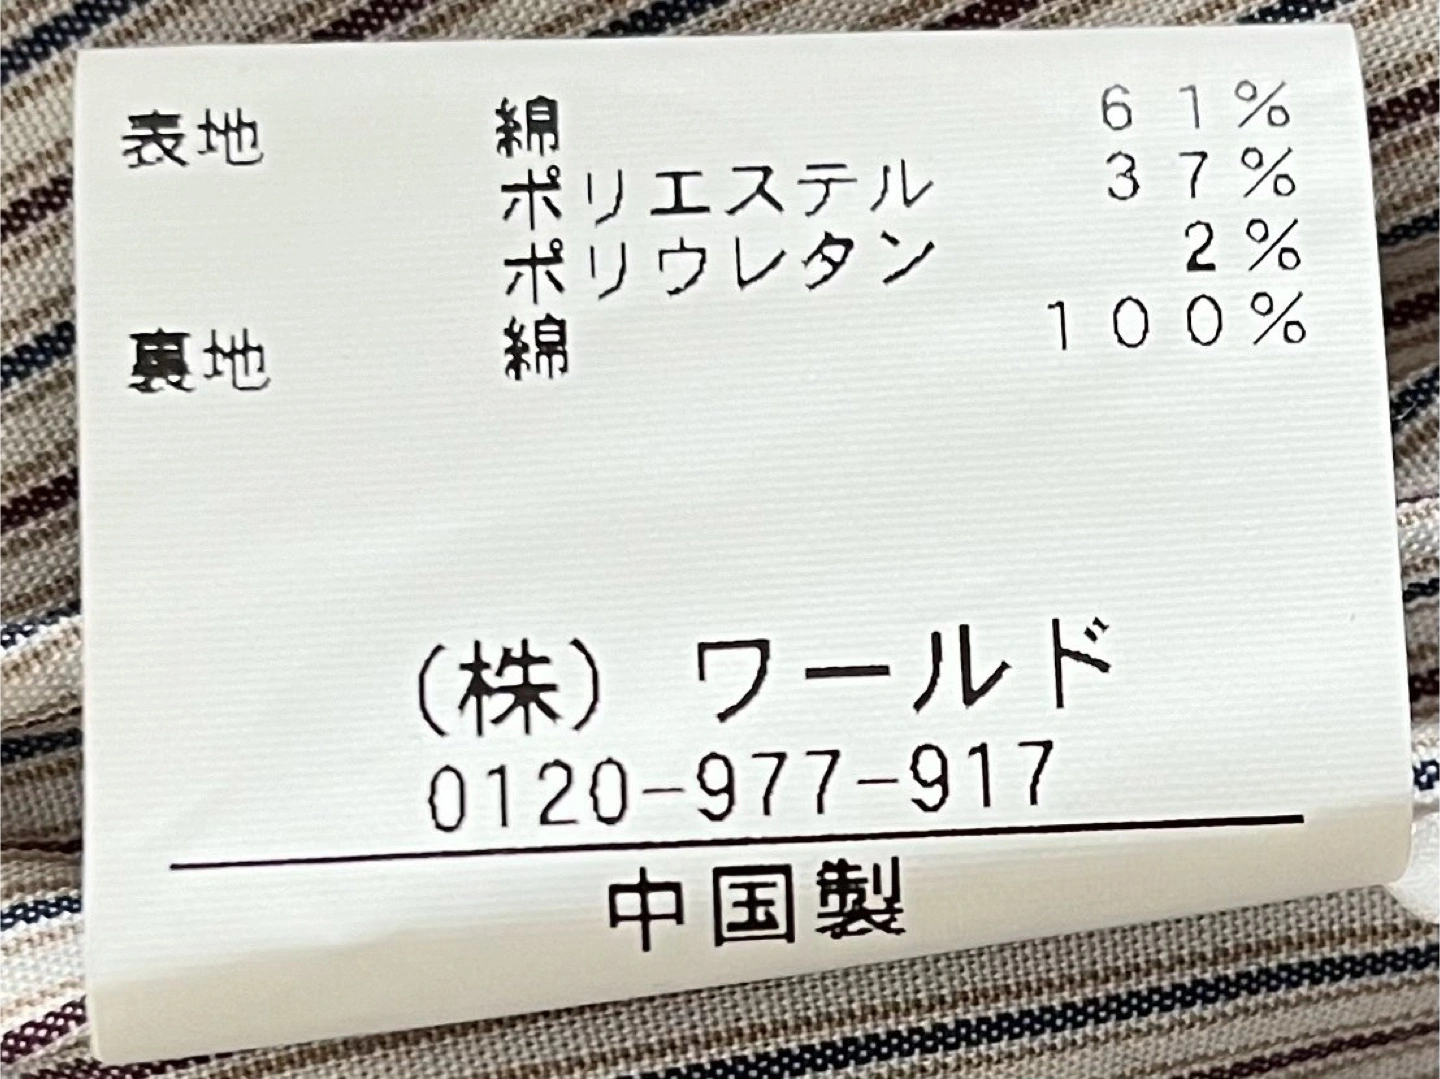 表地 綿 61%
ポリエステル 37%
ポリウレタン 2%
裏地 綿 100%
(株) ワールド
0120-977-917
中国製